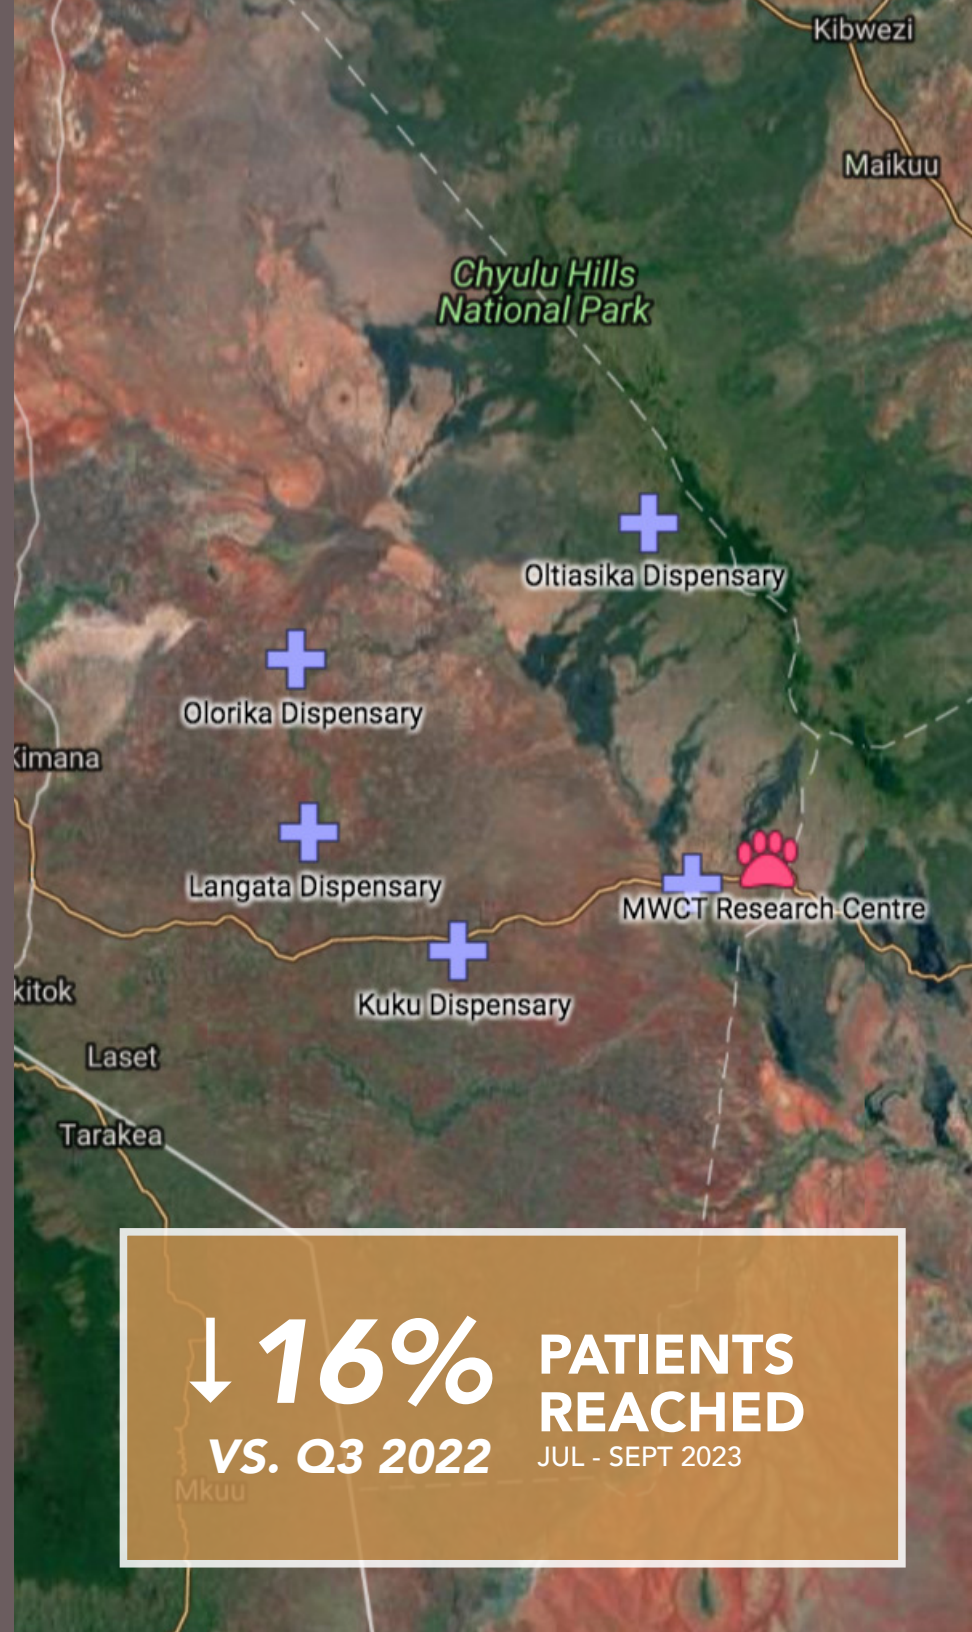 Kibwezi
Maikuu
Chyulu Hills
National Park
Oltiasika Dispensary
Olorika Dispensary
Kimana
Langata Dispensary
MWCT Research Centre
kitok
Kuku Dispensary
Laset
Tarakea
↓16%
VS. Q3 2022
PATIENTS
REACHED
JUL - SEPT 2023
Mkuu